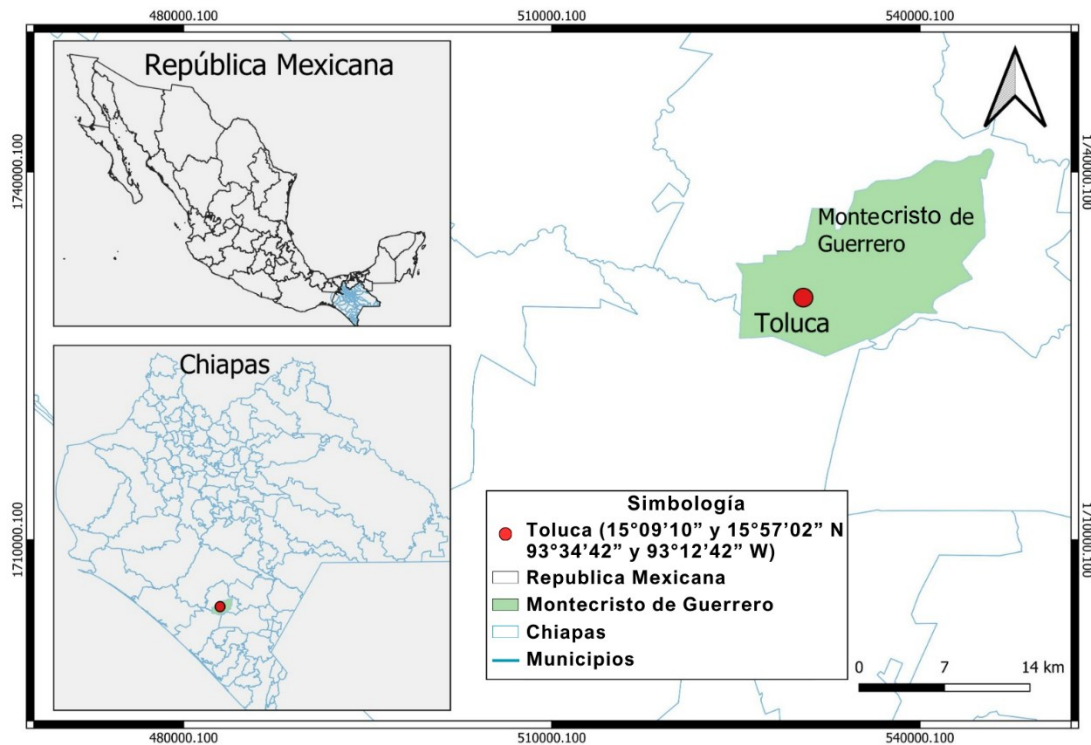 480000.100
510000.100
540000.100
República Mexicana
1740000.100
1740000.100
Montecristo de
Guerrero
Toluca
Chiapas
Simbología
Toluca (15°09’10” y 15°57’02” N
93°34’42” y 93°12’42” W)
Republica Mexicana
Montecristo de Guerrero
Chiapas
Municipios
1710000.100
1710000.100
0 7 14 km
480000.100
510000.100
540000.100